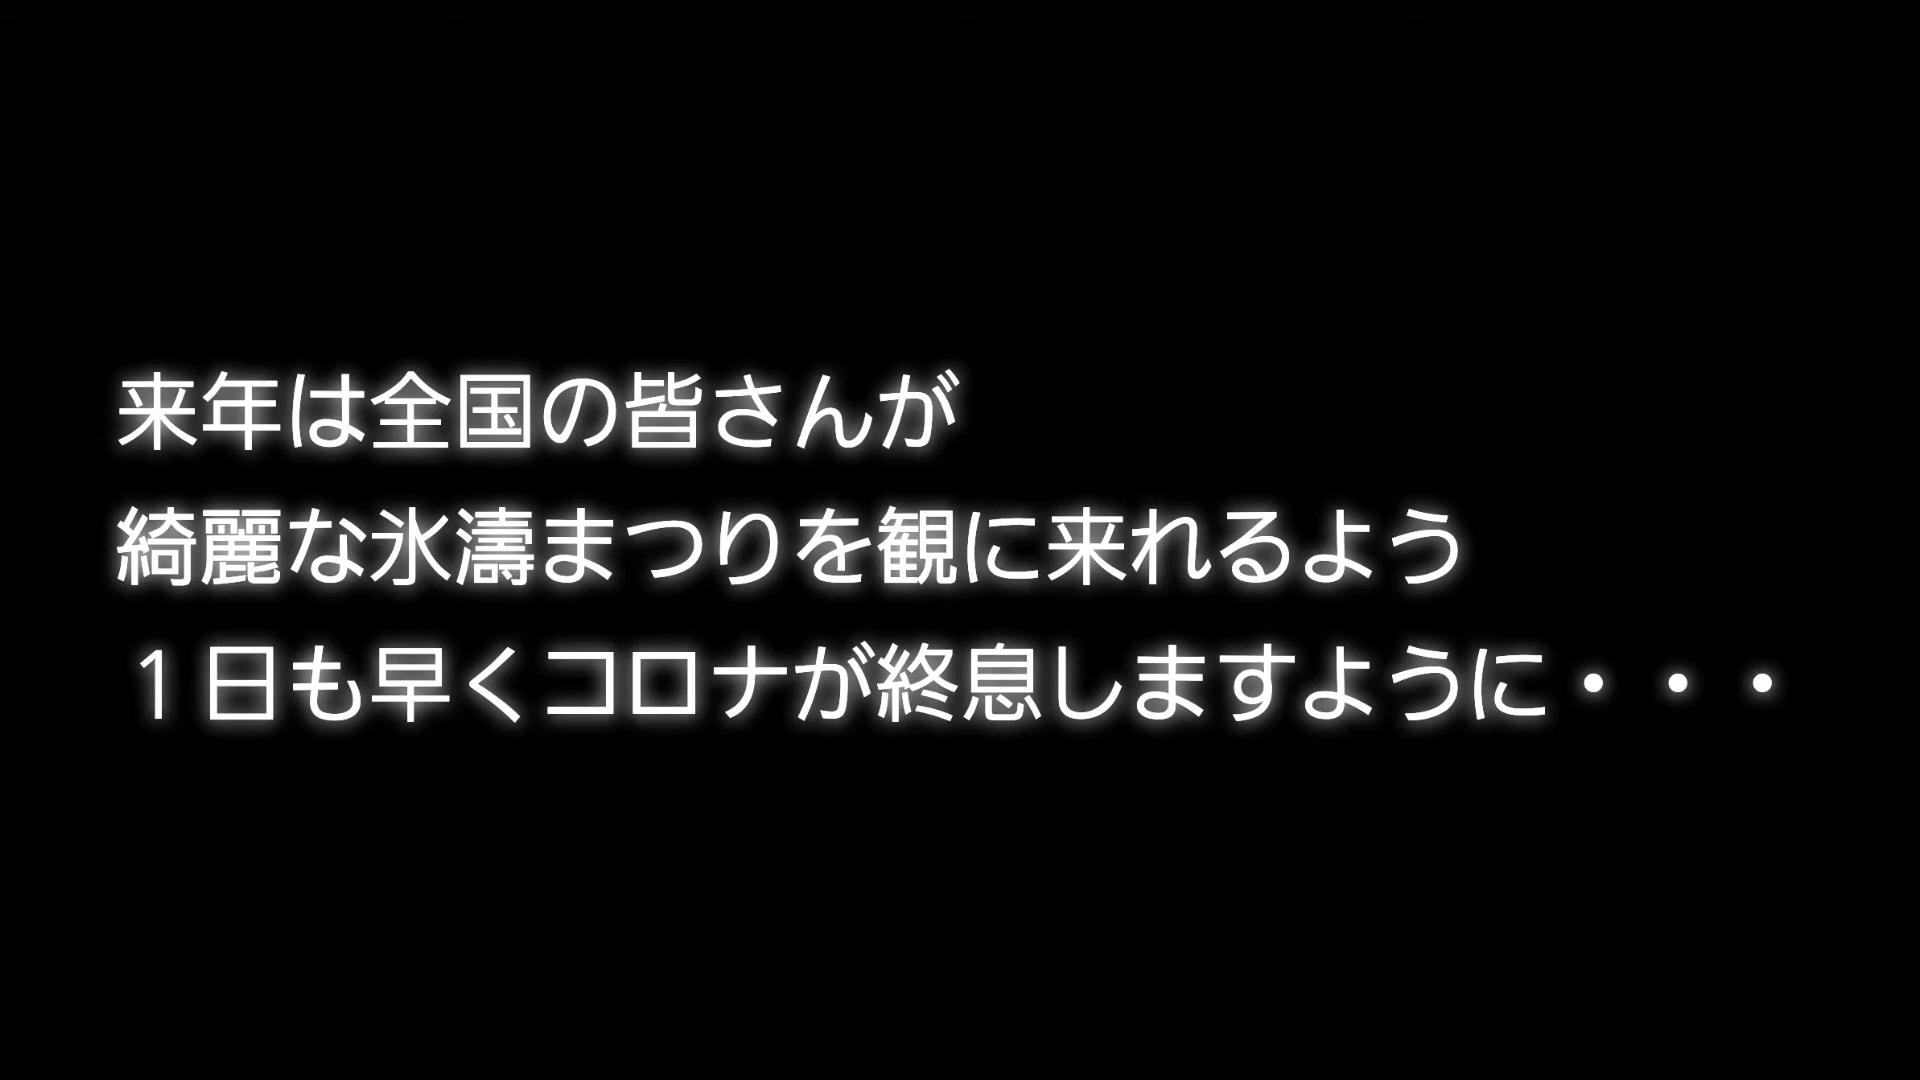 来年は全国の皆さんが
綺麗な氷濤まつりを観に来れるよう
１日も早くコロナが終息しますように・・・